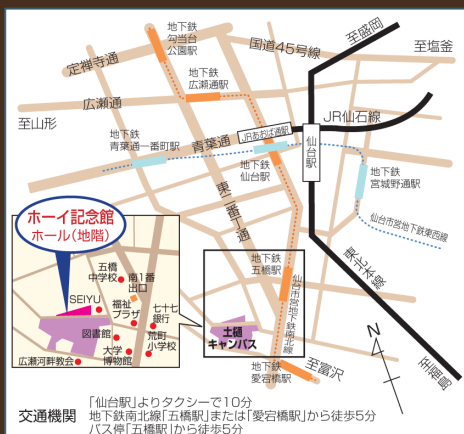 至盛岡
地下鉄
勾当台
公園駅
国道45号線
至塩釜
定禅寺通
地下鉄
広瀬通駅
広瀬通
至山形
JR仙石線
青葉通
JRあおば通駅
仙台駅
地下鉄
青葉通一番町駅
地下鉄
仙台駅
地下鉄
宮城野通駅
東二番丁通
仙台市営地下鉄東西線
ホーイ記念館
ホール(地階)
地下鉄
五橋駅
仙台市営地下鉄南北線
東北本線
五橋
中学校
南1番
出口
SEIYU
福祉
プラザ
七十七
銀行
図書館
荒町
小学校
大学
博物館
広瀬河畔教会
土樋
キャンパス
N
地下鉄
愛宕橋駅
至富沢
至福島
交通機関
「仙台駅」よりタクシーで10分
地下鉄南北線「五橋駅」または「愛宕橋駅」から徒歩5分
バス停「五橋駅」から徒歩5分